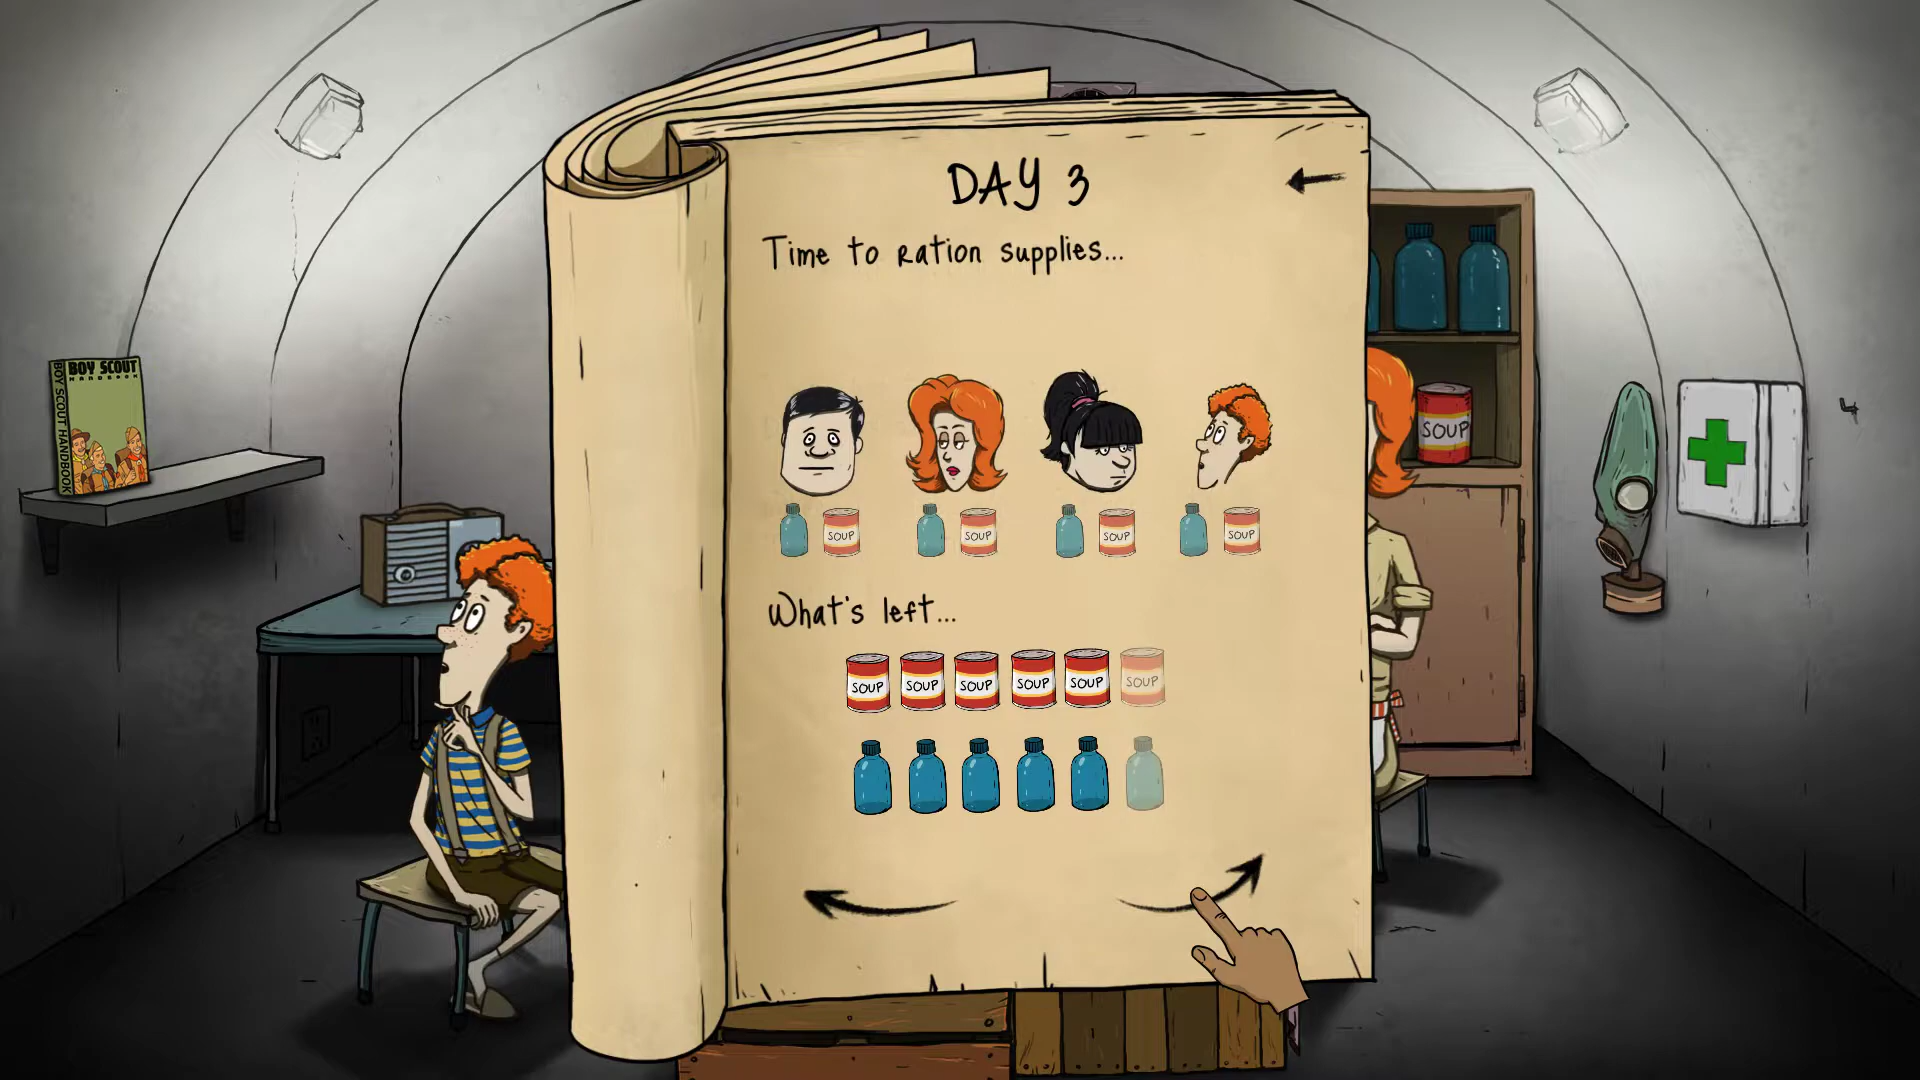 DAY 3
Time to ration supplies...
SOUP SOUP SOUP SOUP
What's left...
SOUP SOUP SOUP SOUP SOUP SOUP
BOY SCOUT
HANDBOOK
BOY SCOUT HANDBOOK
SOUP